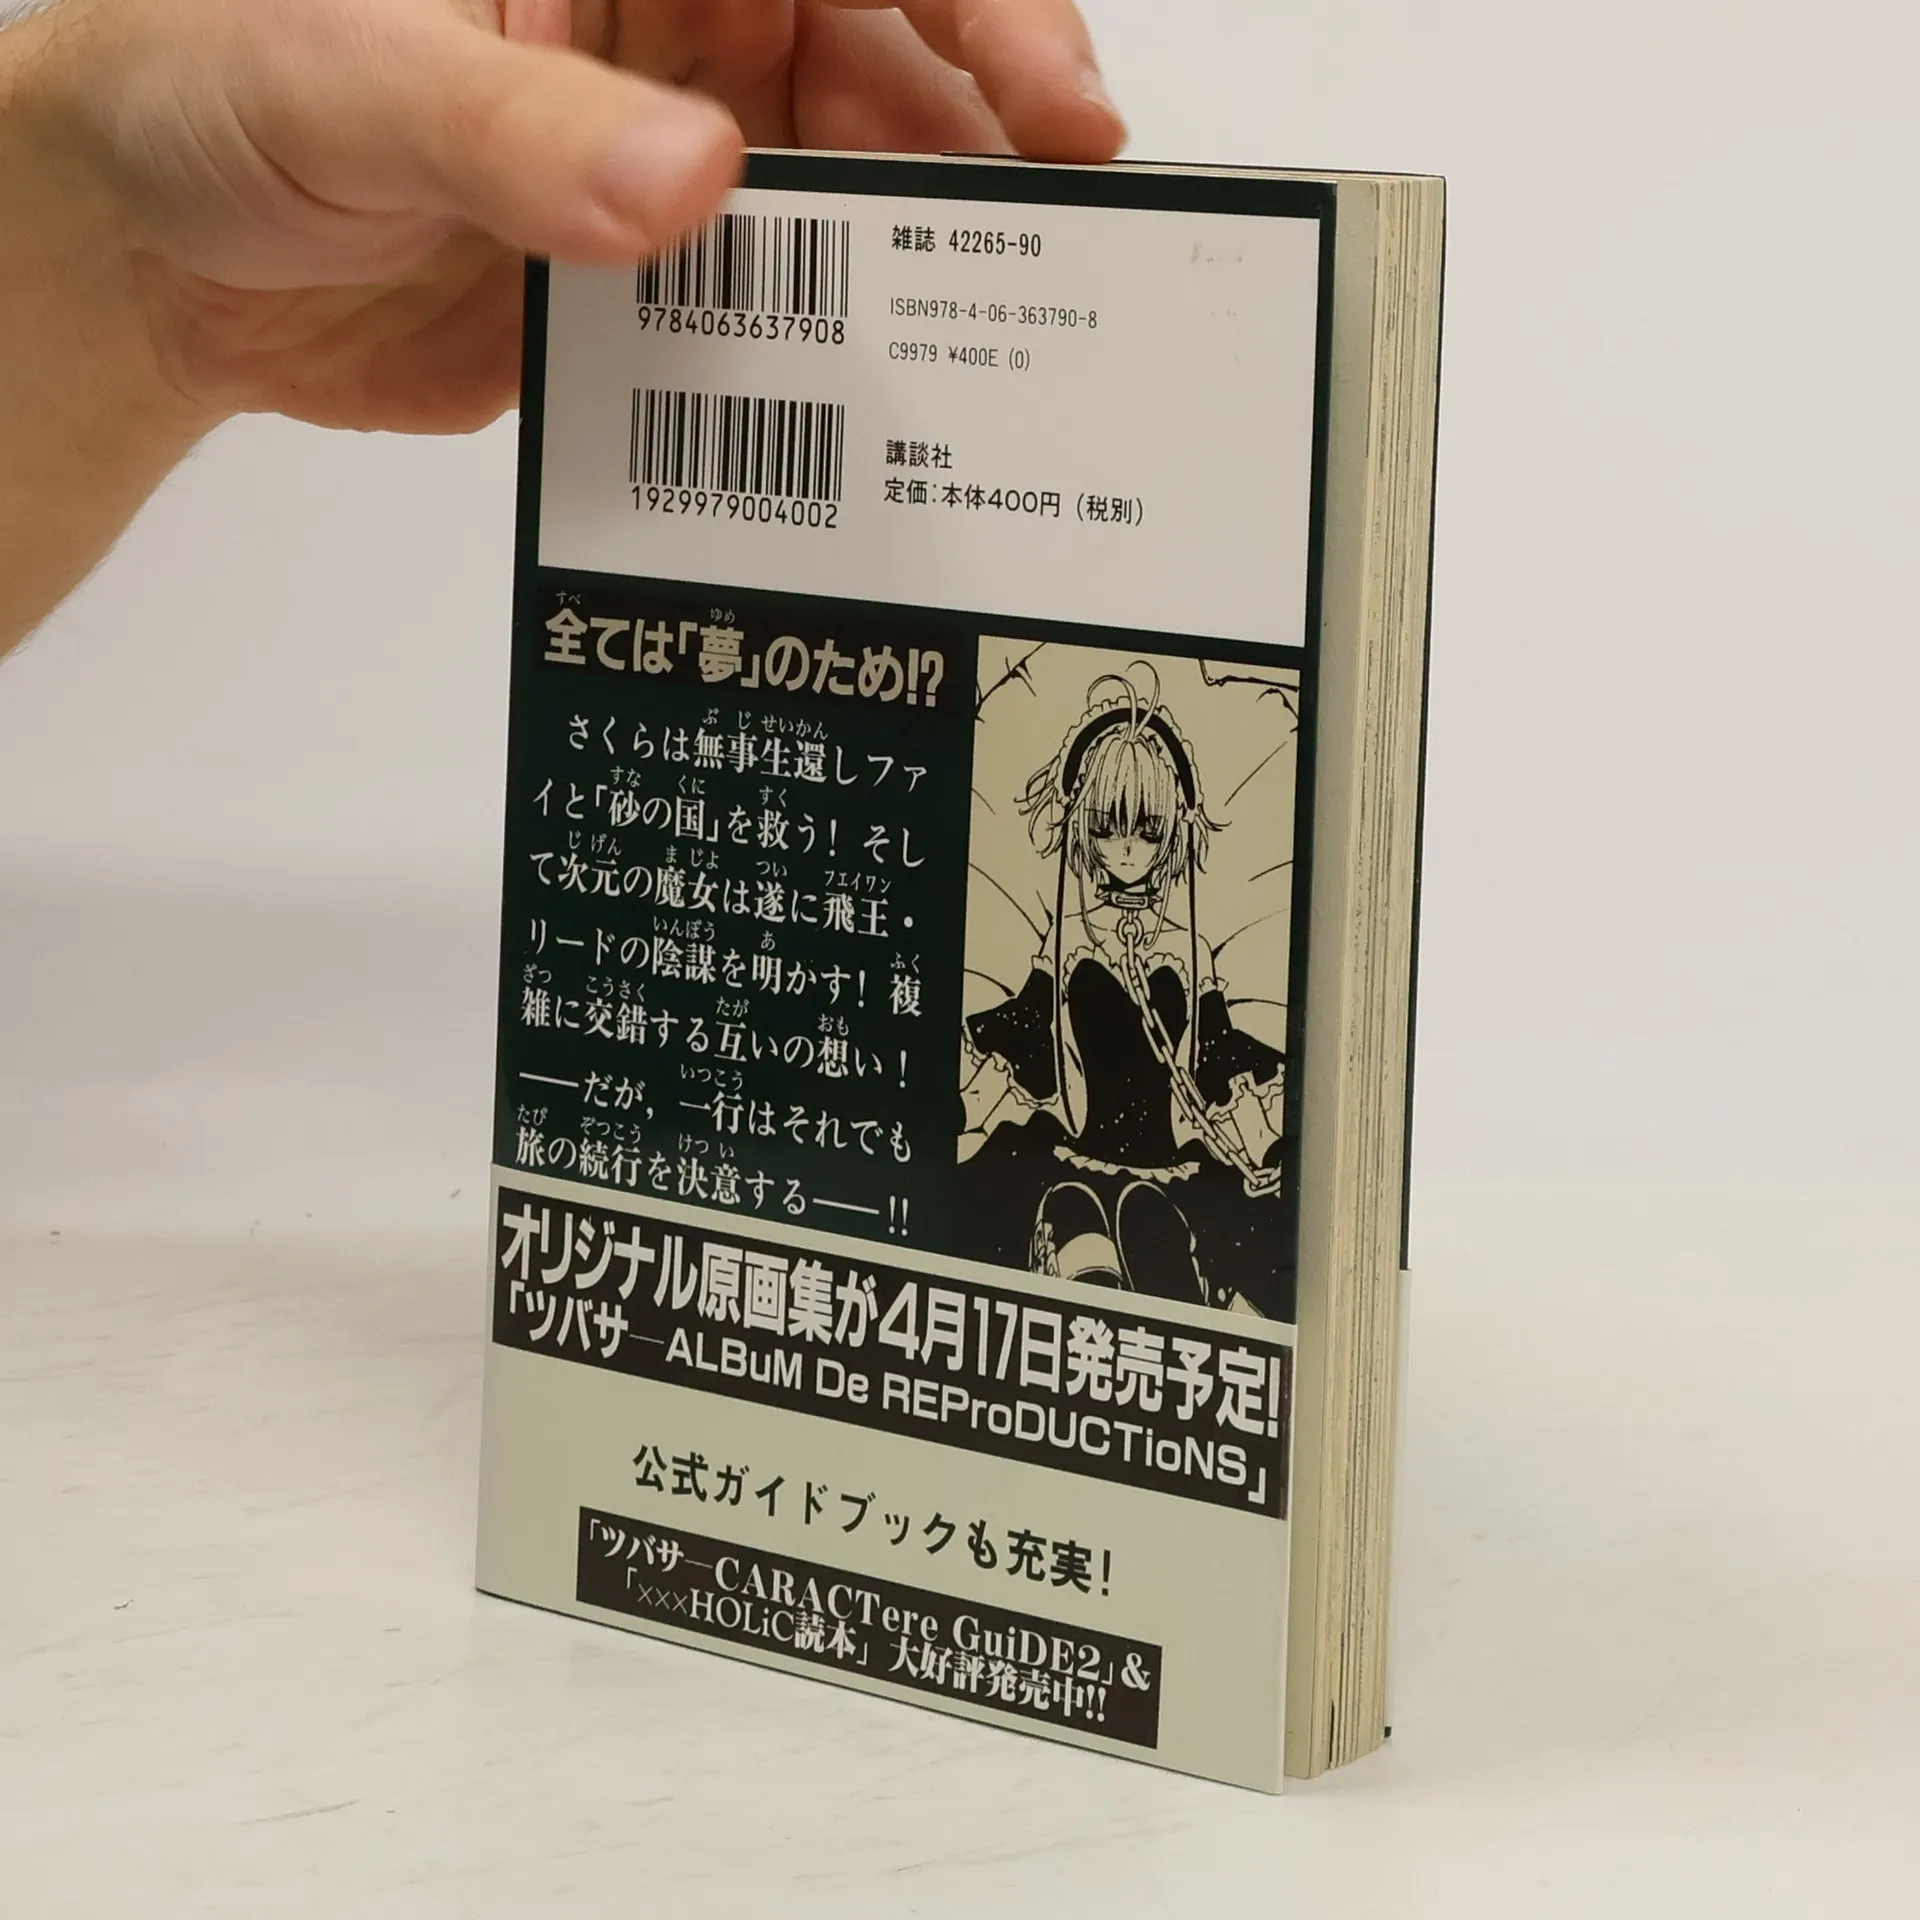 9784063637908
雑誌 42265-90
ISBN978-4-06-363790-8
C9979 ¥400E (0)
1929979004002
講談社
定価:本体400円(税別)
全ては「夢」のため!?
さくらは無事生還しファ
イと「砂の国」を救う! そし
て次元の魔女は遂に飛王・
リードの陰謀を明かす! 複
雑に交錯する互いの想い!
――だが,一行はそれでも
旅の続行を決意する――!!
オリジナル原画集が4月17日発売予定!
「ツバサ―ALBuM De REProDUCTioNS」
公式ガイドブックも充実!
「ツバサ―CARACTere GuiDE2」&
「×××HOLiC読本」大好評発売中!!